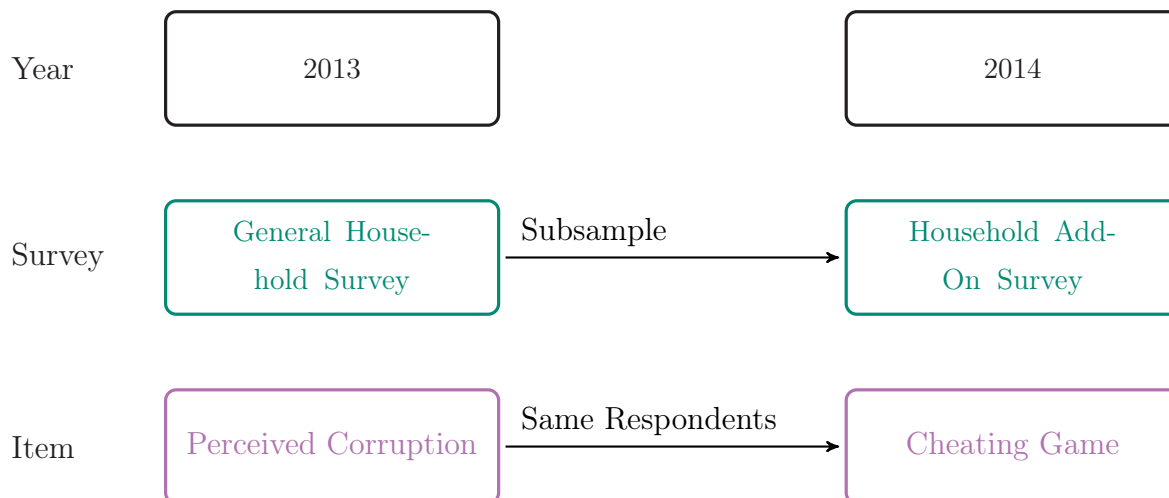 Year
2013
2014
Survey
General House-
hold Survey
Subsample
Household Add-
On Survey
Item
Perceived Corruption
Same Respondents
Cheating Game